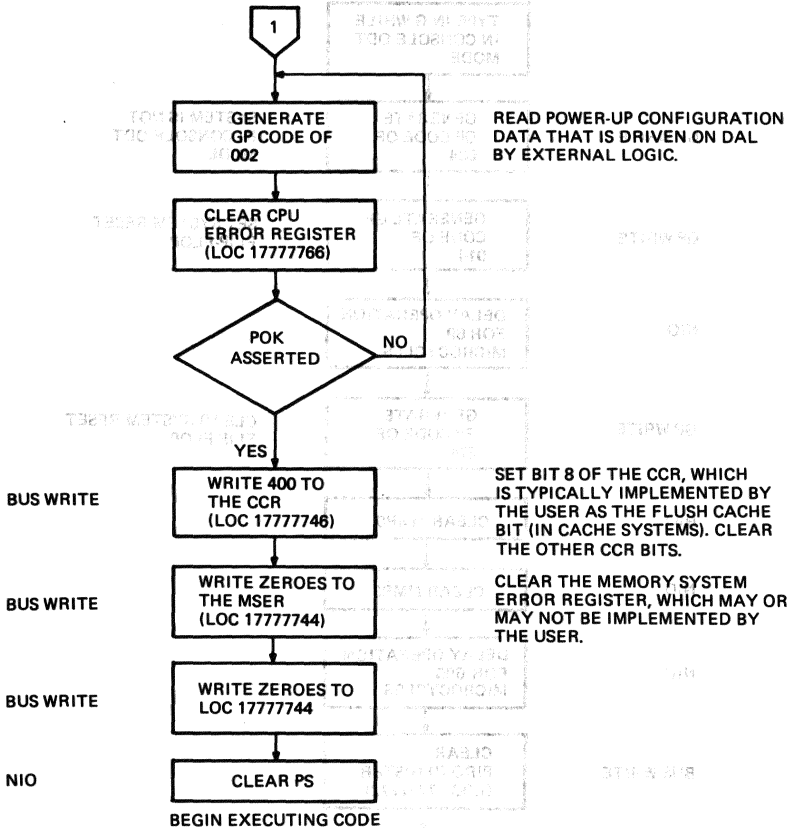 1
GENERATE
GP CODE OF
002
READ POWER-UP CONFIGURATION
DATA THAT IS DRIVEN ON DAL
BY EXTERNAL LOGIC.
CLEAR CPU
ERROR REGISTER
(LOC 17777766)
POK
ASSERTED
NO
YES
BUS WRITE
WRITE 400 TO
THE CCR
(LOC 17777746)
SET BIT 8 OF THE CCR, WHICH
IS TYPICALLY IMPLEMENTED BY
THE USER AS THE FLUSH CACHE
BIT (IN CACHE SYSTEMS). CLEAR
THE OTHER CCR BITS.
BUS WRITE
WRITE ZEROES TO
THE MSER
(LOC 17777744)
CLEAR THE MEMORY SYSTEM
ERROR REGISTER, WHICH MAY OR
MAY NOT BE IMPLEMENTED BY
THE USER.
BUS WRITE
WRITE ZEROES TO
LOC 17777744
NIO
CLEAR PS
BEGIN EXECUTING CODE